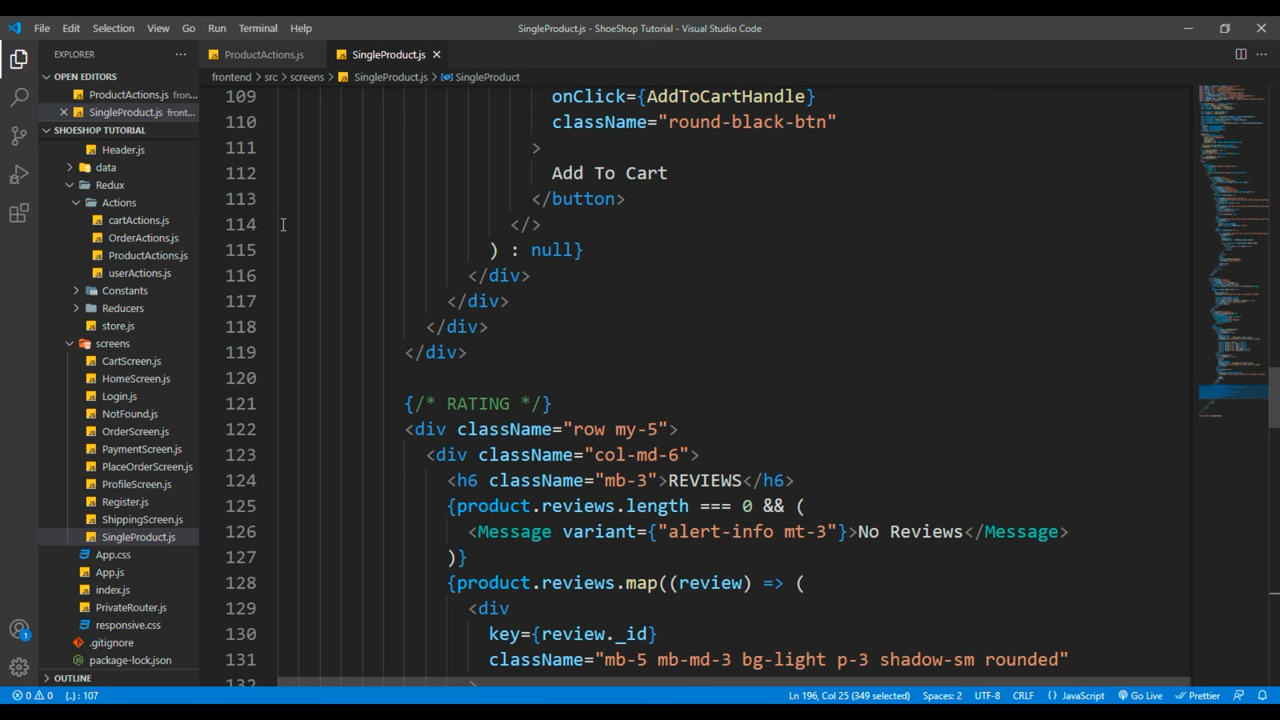 File Edit Selection View Go Run Terminal Help SingleProduct.js - ShoeShop Tutorial - Visual Studio Code
EXPLORER
ProductActions.js
SingleProduct.js
OPEN EDITORS
ProductActions.js fron...
SingleProduct.js front...
SHOESHOP TUTORIAL
Header.js
data
Redux
Actions
cartActions.js
OrderActions.js
ProductActions.js
userActions.js
Constants
Reducers
store.js
screens
CartScreen.js
HomeScreen.js
Login.js
NotFound.js
OrderScreen.js
PaymentScreen.js
PlaceOrderScreen.js
ProfileScreen.js
Register.js
ShippingScreen.js
SingleProduct.js
App.css
App.js
index.js
PrivateRouter.js
responsive.css
.gitignore
package-lock.json
OUTLINE
frontend > src > screens > SingleProduct.js > SingleProduct
109 onClick={AddToCartHandle}
110 className="round-black-btn"
111 >
112 Add To Cart
113 </button>
114 <>
115 ) : null}
116 </div>
117 </div>
118 </div>
119 </div>
120
121 {/* RATING */}
122 <div className="row my-5">
123 <div className="col-md-6">
124 <h6 className="mb-3">REVIEWS</h6>
125 {product.reviews.length === 0 && (
126 <Message variant={"alert-info mt-3"}>No Reviews</Message>
127 )}
128 {product.reviews.map((review) => (
129 <div
130 key={review._id}
131 className="mb-5 mb-md-3 bg-light p-3 shadow-sm rounded"
132 >
0 0 {..} : 107 Ln 196, Col 25 (349 selected) Spaces: 2 UTF-8 CRLF {} JavaScript Go Live Prettier